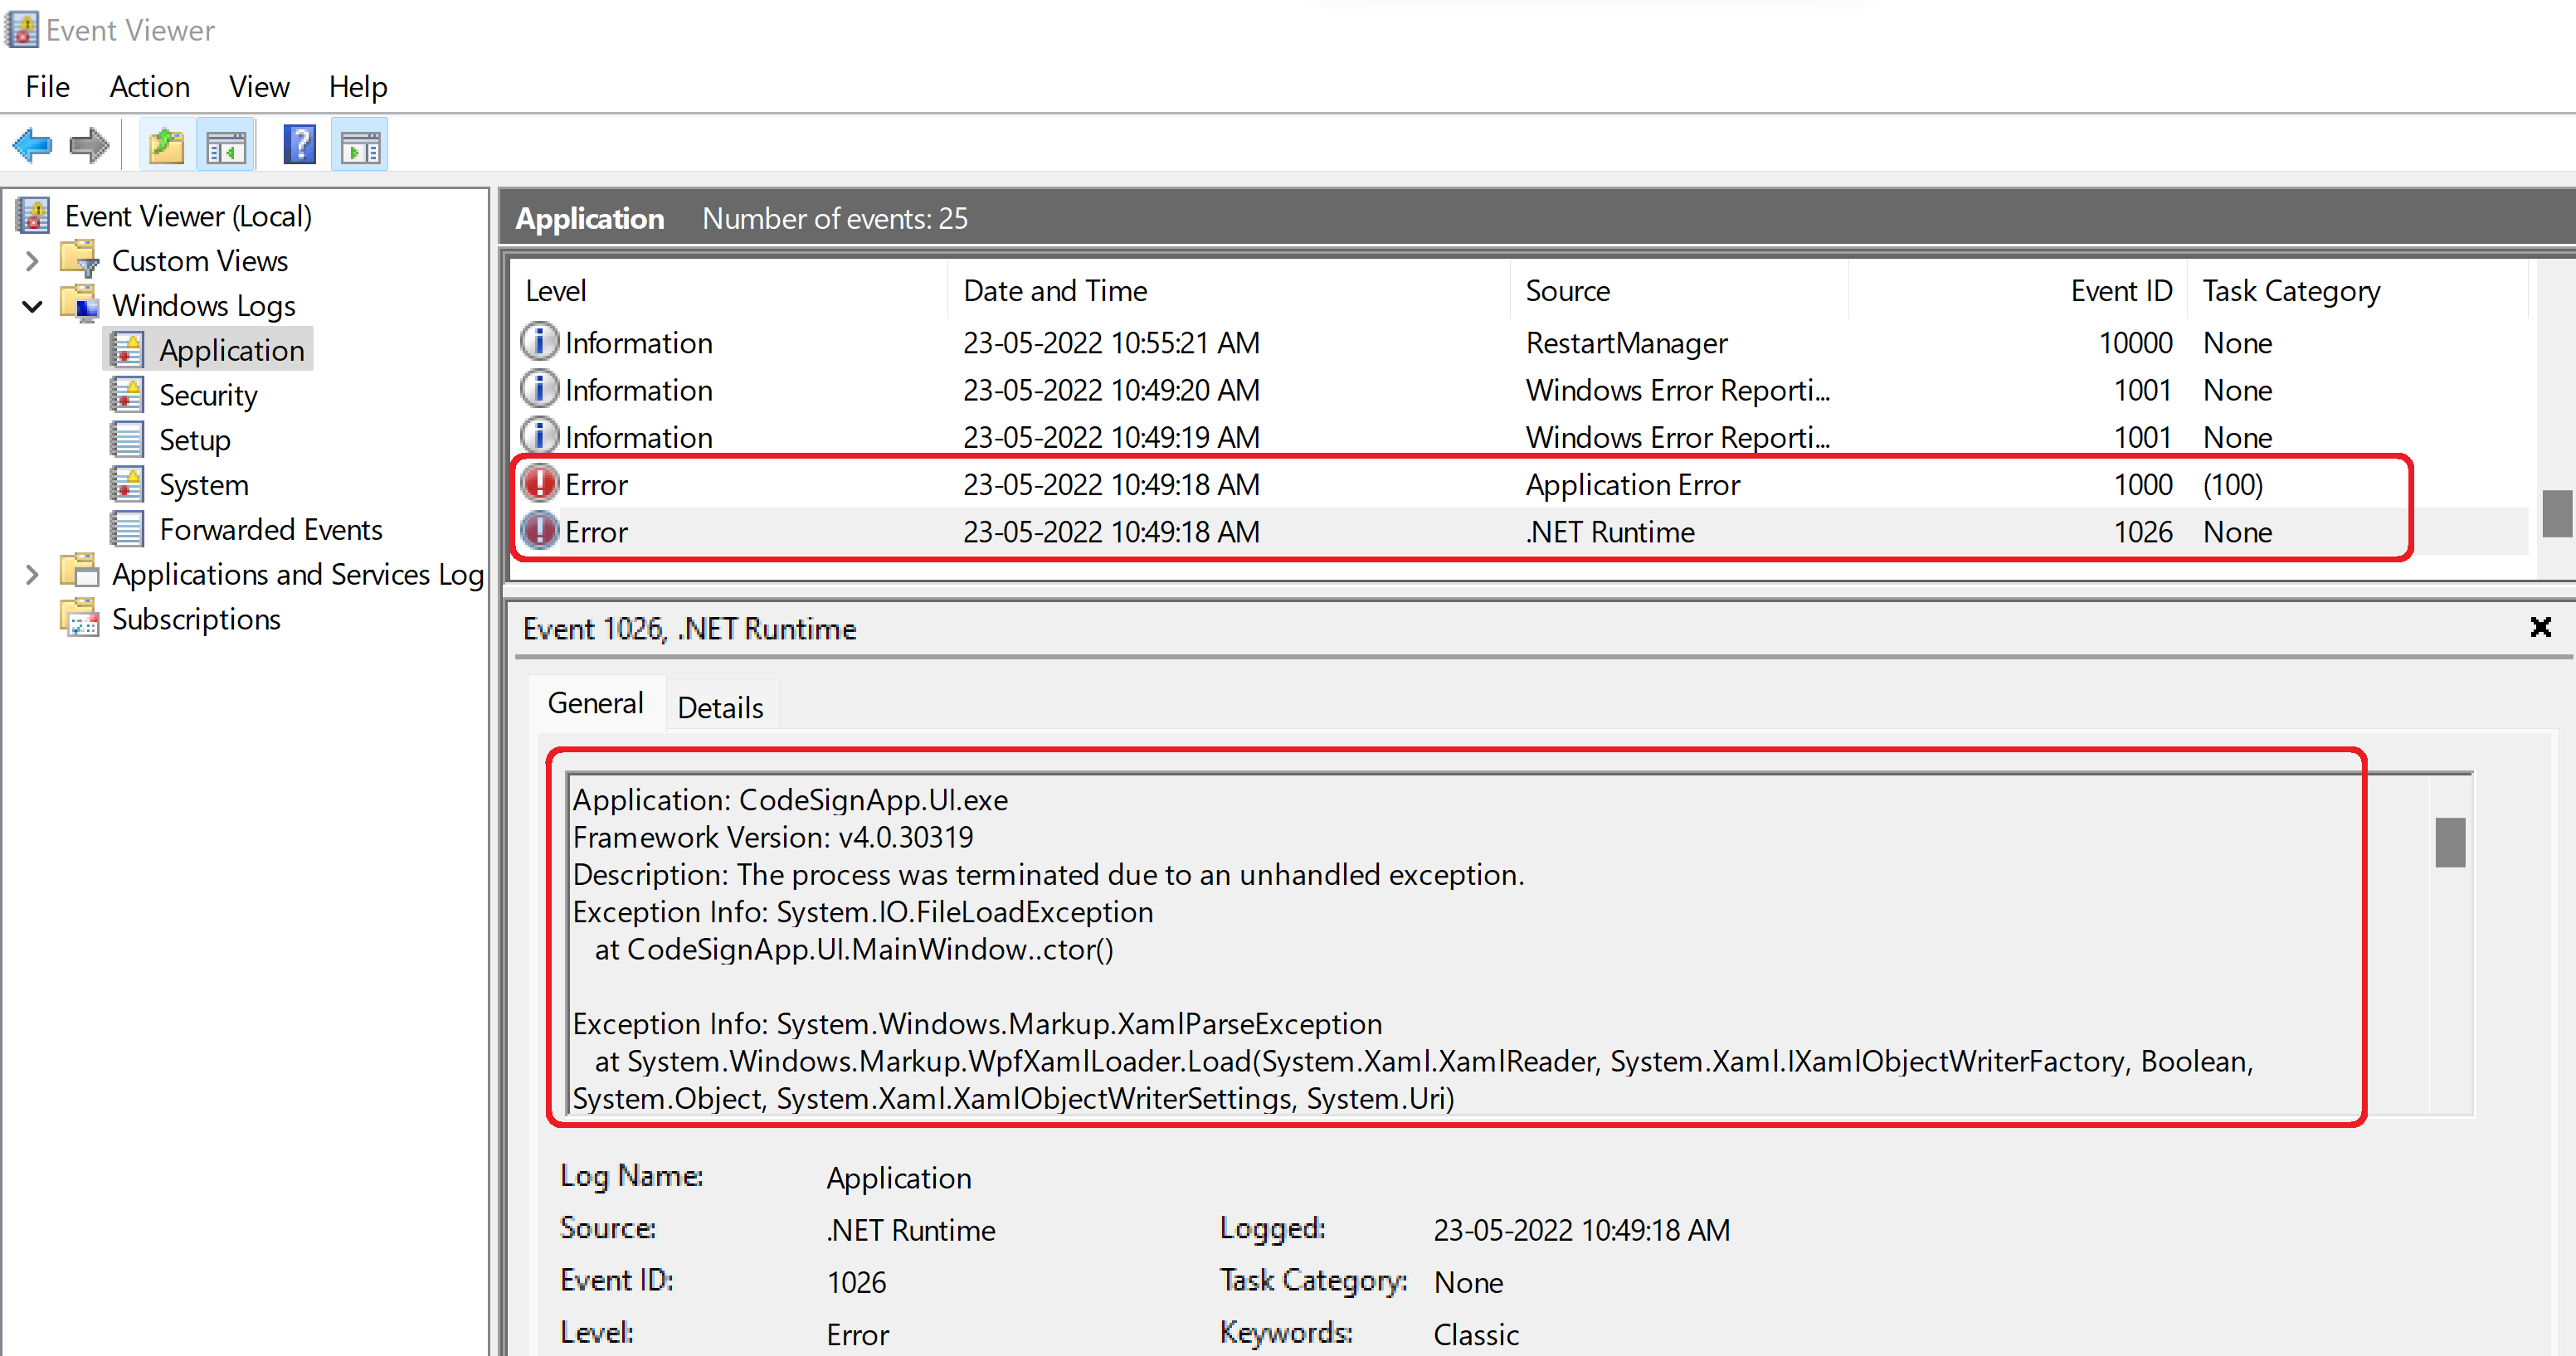 Event Viewer
File Action View Help
Event Viewer (Local)
Custom Views
Windows Logs
Application
Security
Setup
System
Forwarded Events
Applications and Services Log
Subscriptions
Application Number of events: 25
Level Date and Time Source Event ID Task Category
Information 23-05-2022 10:55:21 AM RestartManager 10000 None
Information 23-05-2022 10:49:20 AM Windows Error Reporti... 1001 None
Information 23-05-2022 10:49:19 AM Windows Error Reporti... 1001 None
Error 23-05-2022 10:49:18 AM Application Error 1000 (100)
Error 23-05-2022 10:49:18 AM .NET Runtime 1026 None
Event 1026, .NET Runtime
General Details
Application: CodeSignApp.UI.exe
Framework Version: v4.0.30319
Description: The process was terminated due to an unhandled exception.
Exception Info: System.IO.FileLoadException
at CodeSignApp.UI.MainWindow..ctor()
Exception Info: System.Windows.Markup.XamlParseException
at System.Windows.Markup.WpfXamlLoader.Load(System.Xaml.XamlReader, System.Xaml.IXamlObjectWriterFactory, Boolean,
System.Object, System.Xaml.XamlObjectWriterSettings, System.Uri)
Log Name: Application
Source: .NET Runtime Logged: 23-05-2022 10:49:18 AM
Event ID: 1026 Task Category: None
Level: Error Keywords: Classic